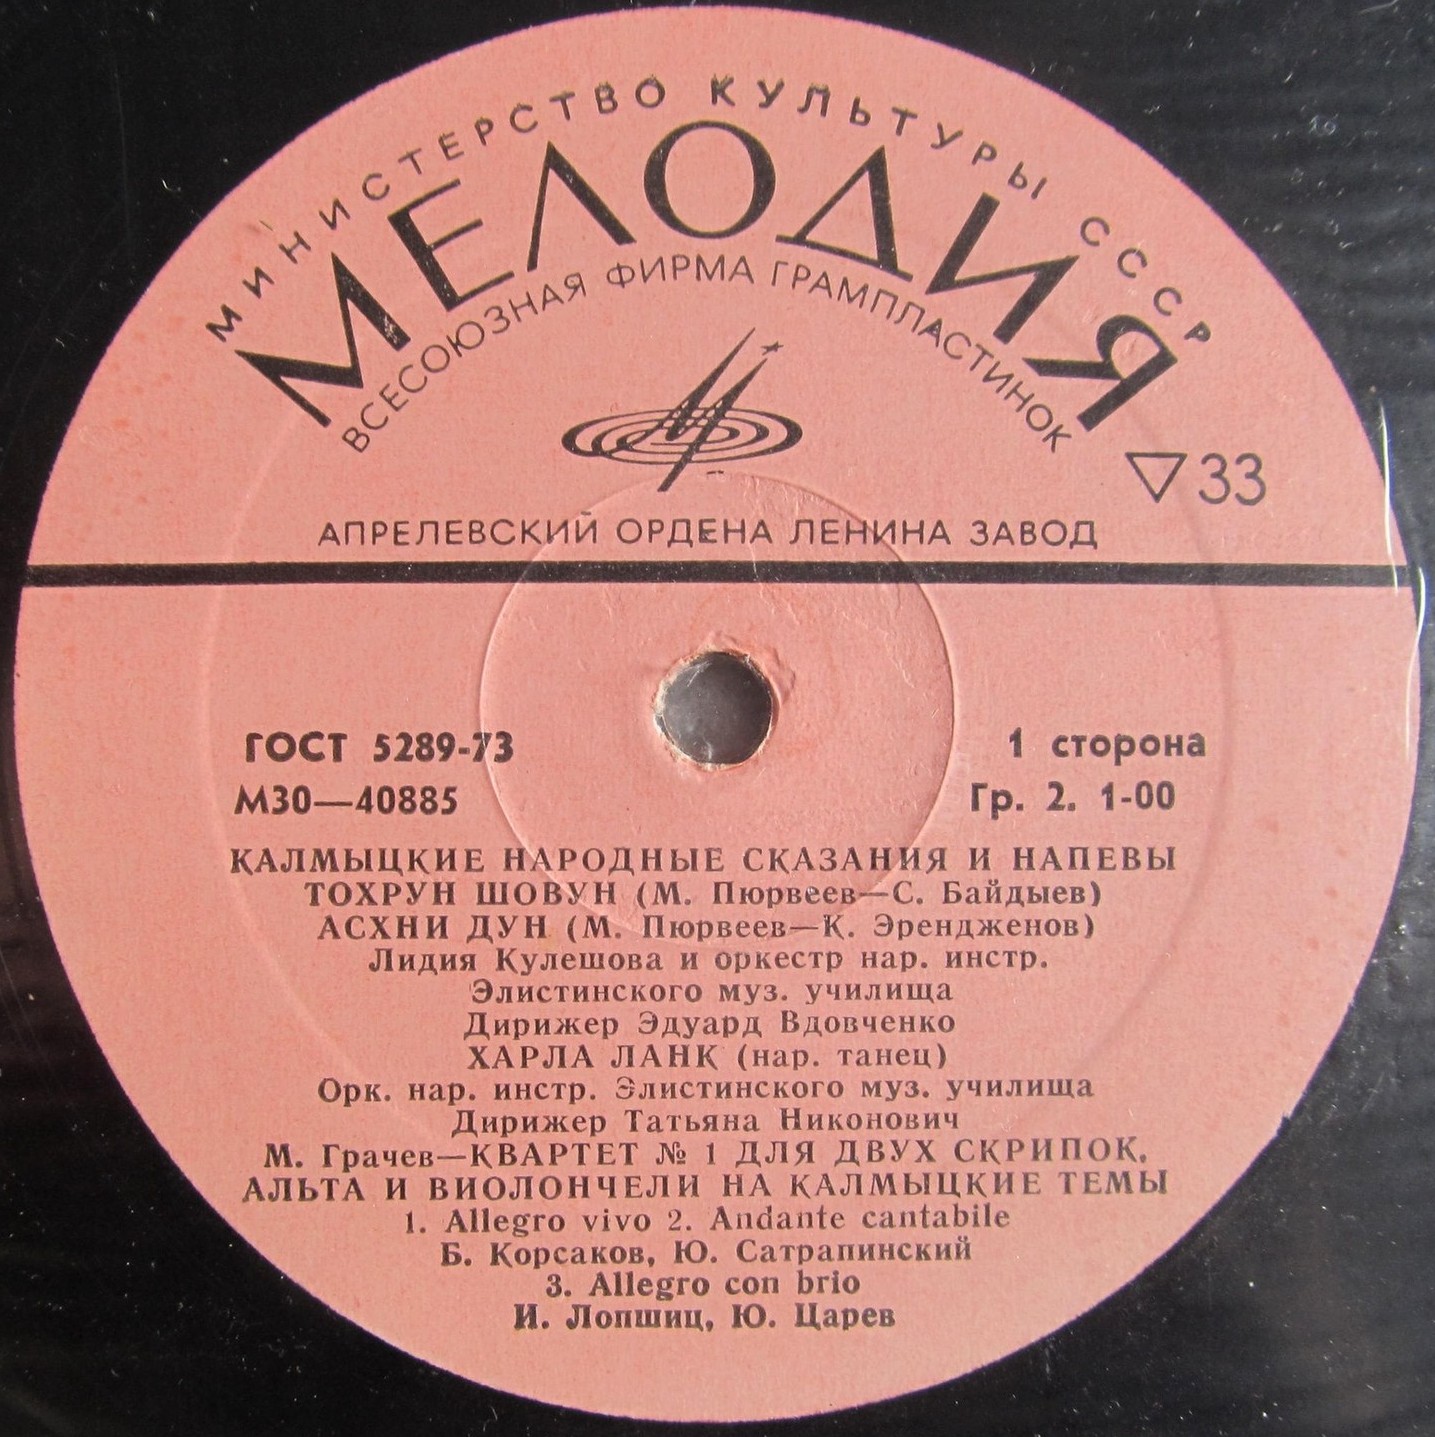 МИНИСТЕРСТВО КУЛЬТУРЫ СССР
МЕЛОДИЯ
ВСЕСОЮЗНАЯ ФИРМА ГРАМПЛАСТИНОК
33
АПРЕЛЕВСКИЙ ОРДЕНА ЛЕНИНА ЗАВОД
ГОСТ 5289-73
1 сторона
М30—40885
Гр. 2. 1-00
КАЛМЫЦКИЕ НАРОДНЫЕ СКАЗАНИЯ И НАПЕВЫ
ТОХРУН ШОВУН (М. Пюрвеев—С. Байдыев)
АСХНИ ДУН (М. Пюрвеев—К. Эрендженов)
Лидия Кулешова и оркестр нар. инстр.
Элистинского муз. училища
Дирижер Эдуард Вдовченко
ХАРЛА ЛАНК (нар. танец)
Орк. нар. инстр. Элистинского муз. училища
Дирижер Татьяна Никонович
М. Грачев—КВАРТЕТ № 1 ДЛЯ ДВУХ СКРИПОК,
АЛЬТА И ВИОЛОНЧЕЛИ НА КАЛМЫЦКИЕ ТЕМЫ
1. Allegro vivo 2. Andante cantabile
Б. Корсаков, Ю. Сатрапинский
3. Allegro con brio
И. Лопшиц, Ю. Царев